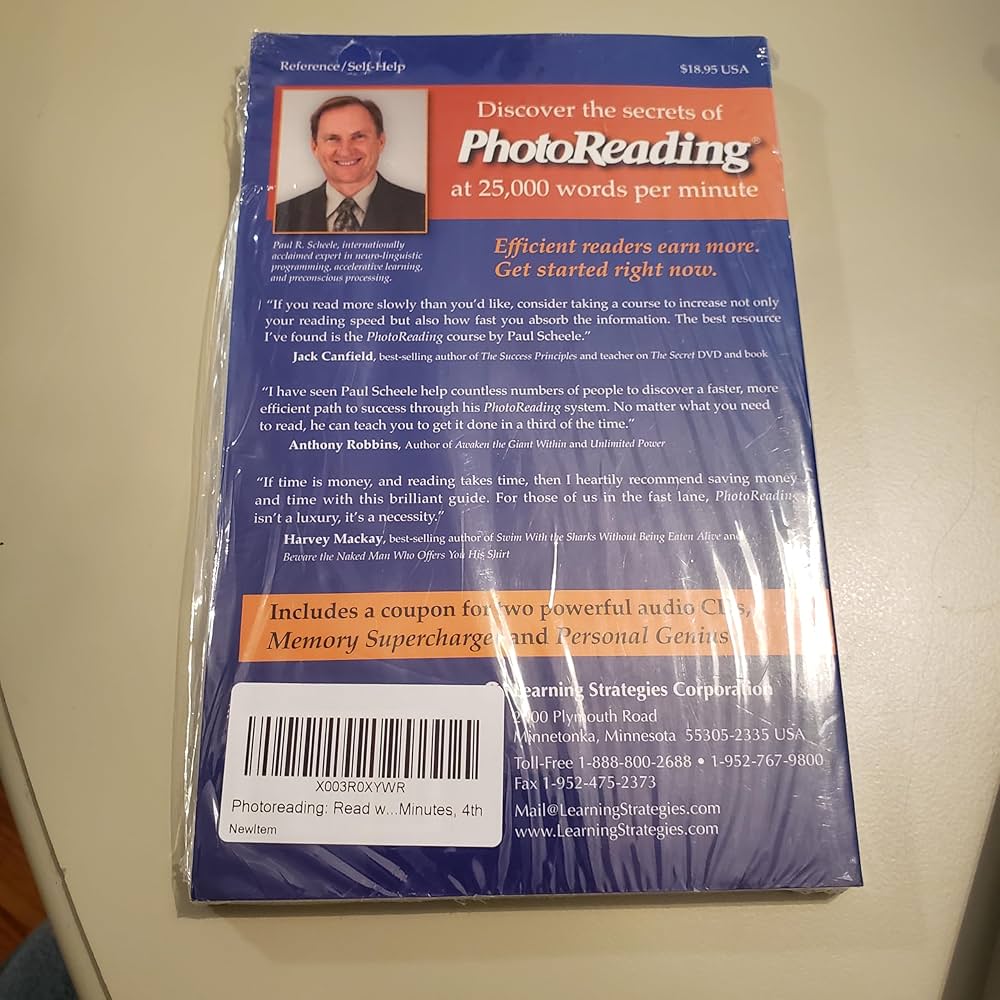 Reference/Self-Help
$18.95 USA
Discover the secrets of
PhotoReading®
at 25,000 words per minute
Paul R. Scheele, internationally
acclaimed expert in neuro-linguistic
programming, accelerative learning,
and preconscious processing.
Efficient readers earn more.
Get started right now.
“If you read more slowly than you’d like, consider taking a course to increase not only
your reading speed but also how fast you absorb the information. The best resource
I’ve found is the PhotoReading course by Paul Scheele.”
Jack Canfield, best-selling author of The Success Principles and teacher on The Secret DVD and book
“I have seen Paul Scheele help countless numbers of people to discover a faster, more
efficient path to success through his PhotoReading system. No matter what you need
to read, he can teach you to get it done in a third of the time.”
Anthony Robbins, Author of Awaken the Giant Within and Unlimited Power
“If time is money, and reading takes time, then I heartily recommend saving money
and time with this brilliant guide. For those of us in the fast lane, PhotoReading
isn’t a luxury, it’s a necessity.”
Harvey Mackay, best-selling author of Swim With the Sharks Without Being Eaten Alive and
Beware the Naked Man Who Offers You His Shirt
Includes a coupon for two powerful audio CDs,
Memory Supercharger and Personal Genius
Learning Strategies Corporation
Plymouth Road
Minnetonka, Minnesota 55305-2335 USA
Toll-Free 1-888-800-2688 • 1-952-767-9800
Fax 1-952-475-2373
Mail@LearningStrategies.com
www.LearningStrategies.com
X003R0XYWR
Photoreading: Read w...Minutes, 4th
NewItem